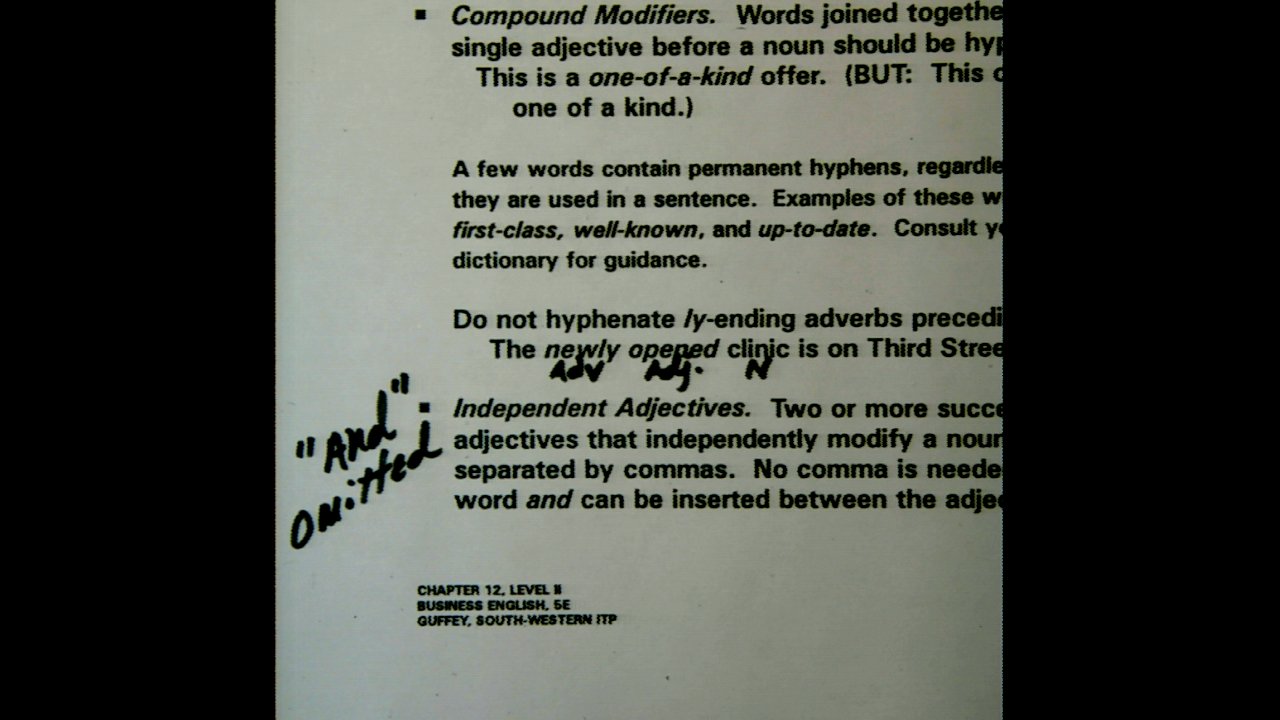 ▪ Compound Modifiers. Words joined togethe
single adjective before a noun should be hyp
This is a one-of-a-kind offer. (BUT: This o
one of a kind.)
A few words contain permanent hyphens, regardle
they are used in a sentence. Examples of these w
first-class, well-known, and up-to-date. Consult y
dictionary for guidance.
Do not hyphenate ly-ending adverbs precedi
The newly opened clinic is on Third Stree
Adv Adj. N
"And"
omitted
▪ Independent Adjectives. Two or more succe
adjectives that independently modify a noun
separated by commas. No comma is neede
word and can be inserted between the adjec
CHAPTER 12, LEVEL II
BUSINESS ENGLISH, 5E
GUFFEY, SOUTH-WESTERN ITP